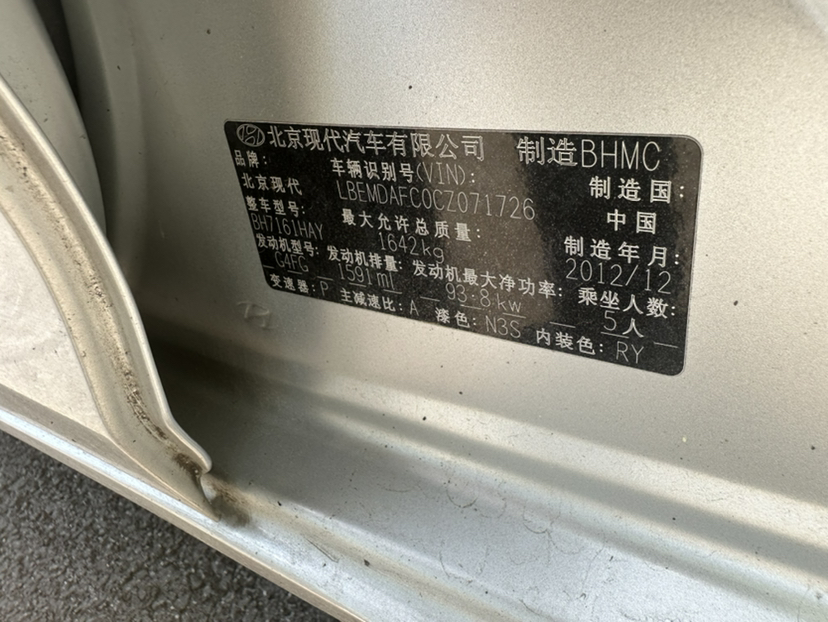 北京现代汽车有限公司 制造BHMC
品牌: 车辆识别号(VIN): 制造国:
北京现代 LBEMDAFC0CZ071726 中国
整车型号: 最大允许总质量: 制造年月:
BH7161HAY 1642kg 2012/12
发动机型号: 发动机排量: 发动机最大净功率: 乘坐人数:
G4FG 1591ml 93.8kw 5人
变速器: P 主减速比: A 漆色: N3S 内装色: RY